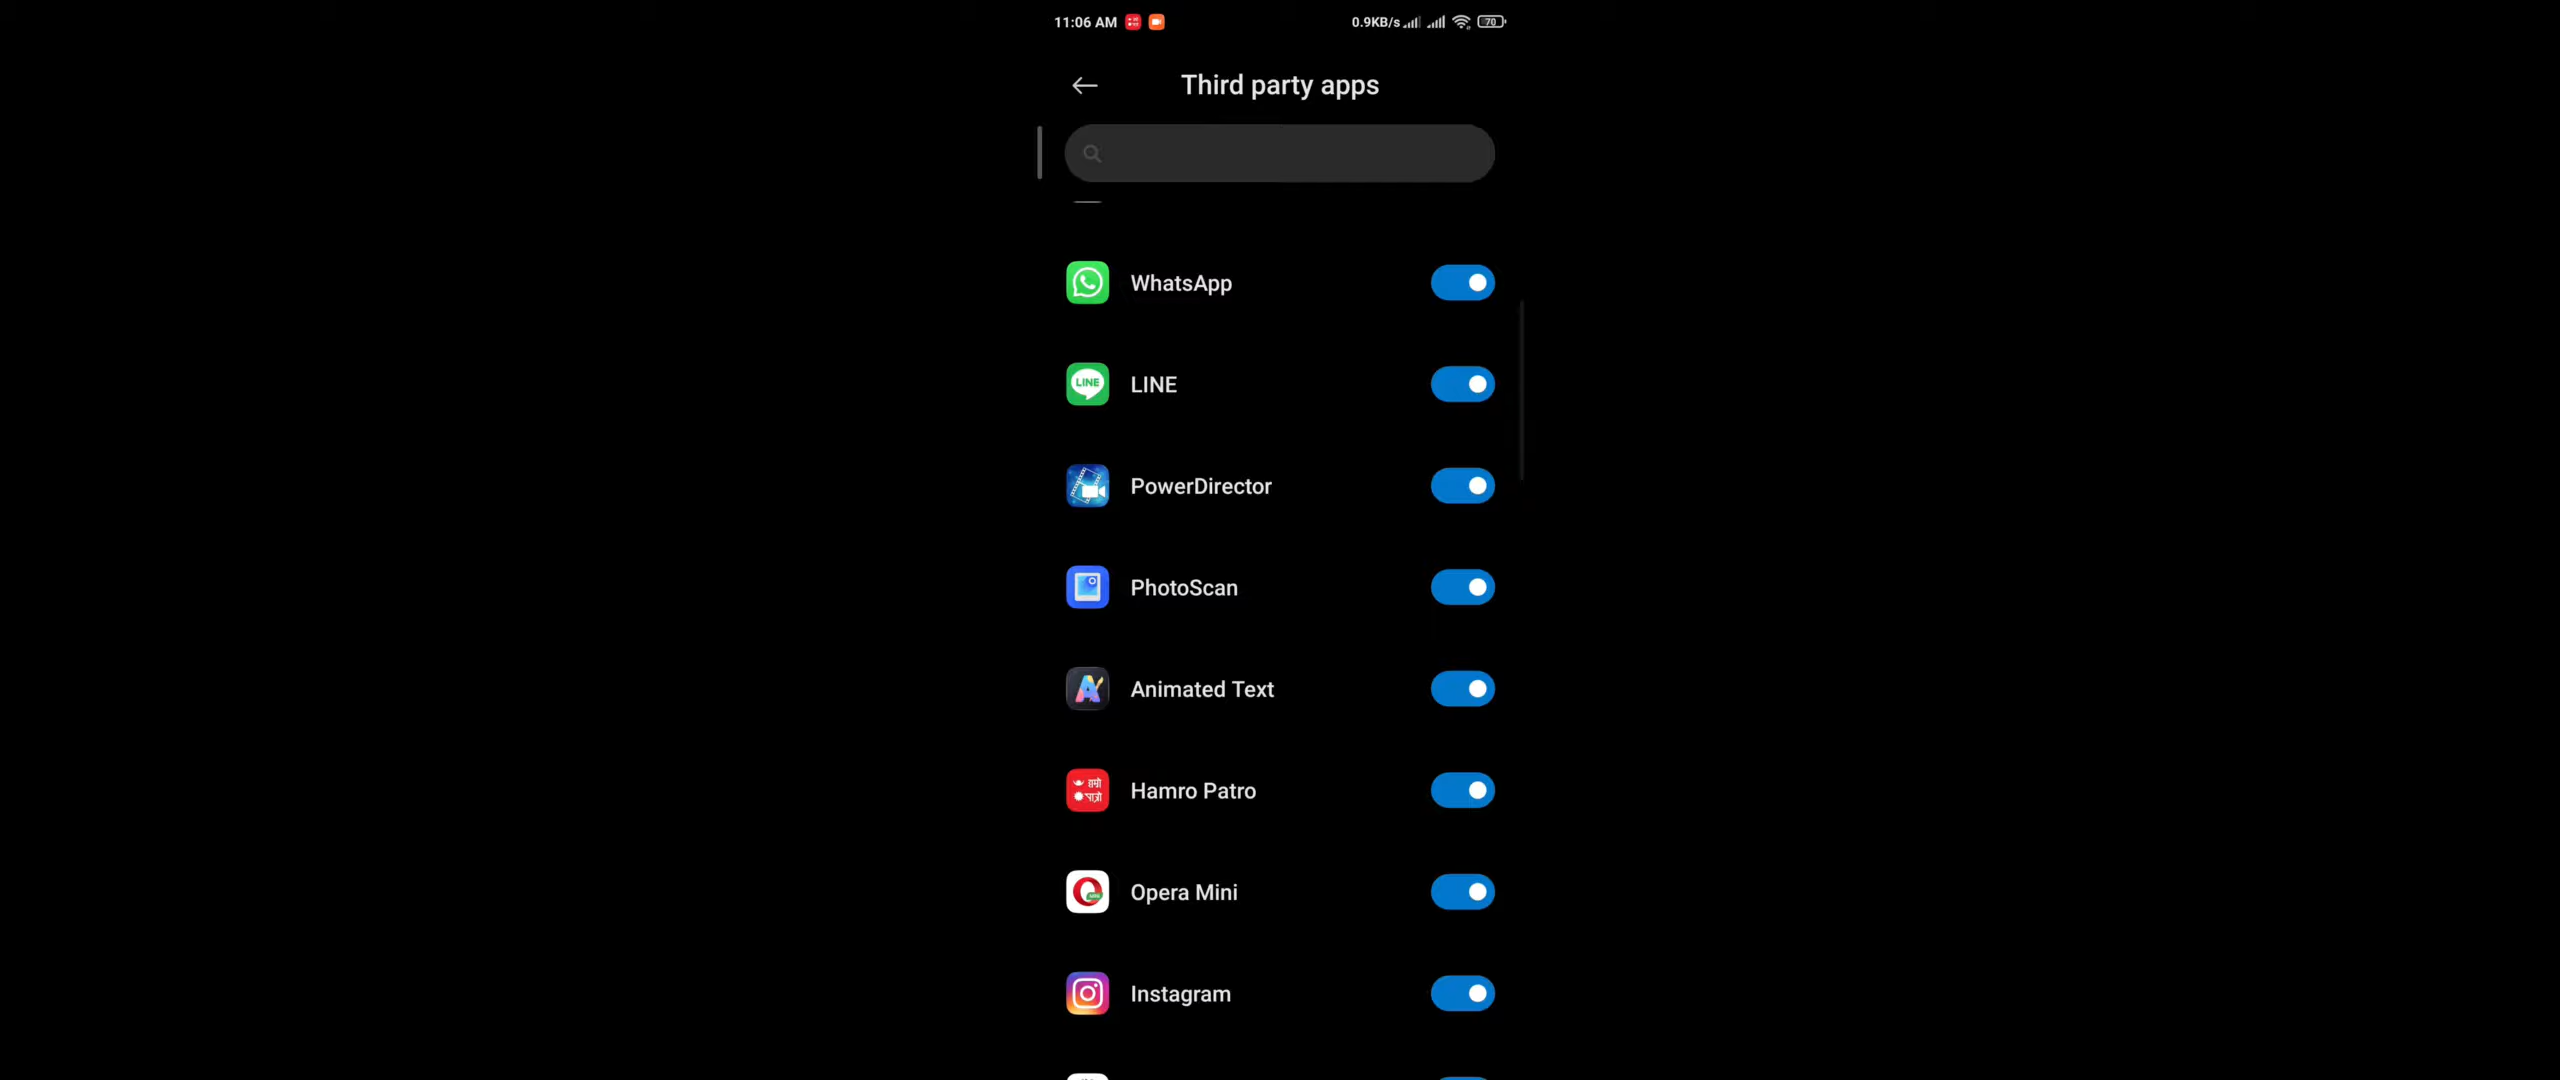 11:06 AM
0.9KB/s
70
Third party apps
WhatsApp
LINE
LINE
PowerDirector
PhotoScan
Animated Text
हाम्रो
पात्रो
Hamro Patro
Opera Mini
Instagram